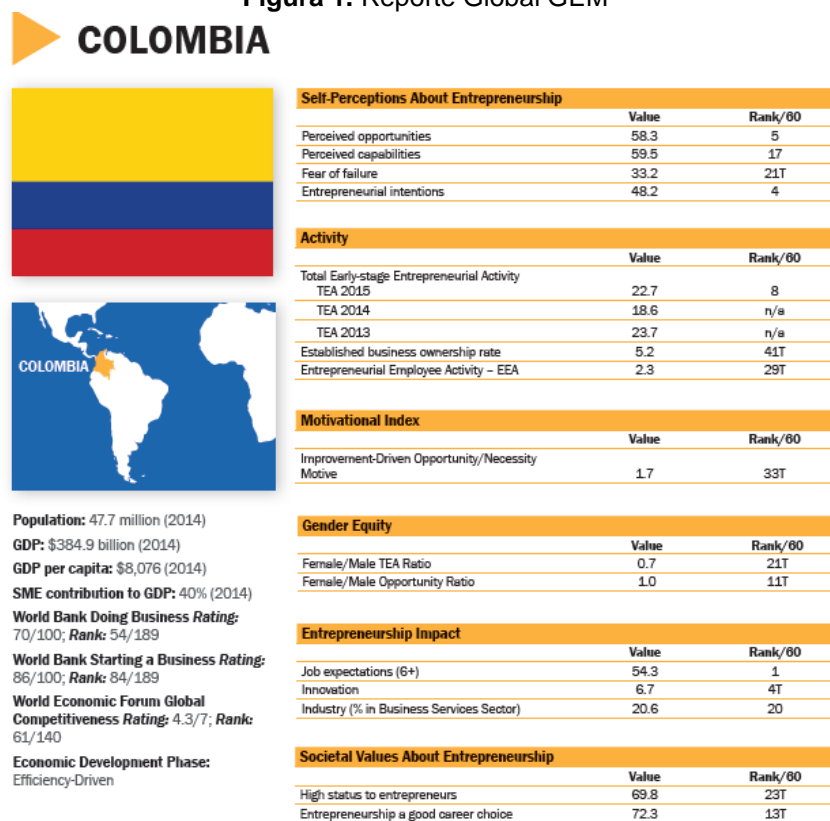 Figura 1. Reporte Global GEM
COLOMBIA
COLOMBIA
Population: 47.7 million (2014)
GDP: $384.9 billion (2014)
GDP per capita: $8,076 (2014)
SME contribution to GDP: 40% (2014)
World Bank Doing Business Rating:
70/100; Rank: 54/189
World Bank Starting a Business Rating:
86/100; Rank: 84/189
World Economic Forum Global
Competitiveness Rating: 4.3/7; Rank:
61/140
Economic Development Phase:
Efficiency-Driven
Self-Perceptions About Entrepreneurship
Value Rank/60
Perceived opportunities 58.3 5
Perceived capabilities 59.5 17
Fear of failure 33.2 21T
Entrepreneurial intentions 48.2 4
Activity
Value Rank/60
Total Early-stage Entrepreneurial Activity
TEA 2015 22.7 8
TEA 2014 18.6 n/a
TEA 2013 23.7 n/a
Established business ownership rate 5.2 41T
Entrepreneurial Employee Activity – EEA 2.3 29T
Motivational Index
Value Rank/60
Improvement-Driven Opportunity/Necessity
Motive 1.7 33T
Gender Equity
Value Rank/60
Female/Male TEA Ratio 0.7 21T
Female/Male Opportunity Ratio 1.0 11T
Entrepreneurship Impact
Value Rank/60
Job expectations (6+) 54.3 1
Innovation 6.7 4T
Industry (% in Business Services Sector) 20.6 20
Societal Values About Entrepreneurship
Value Rank/60
High status to entrepreneurs 69.8 23T
Entrepreneurship a good career choice 72.3 13T